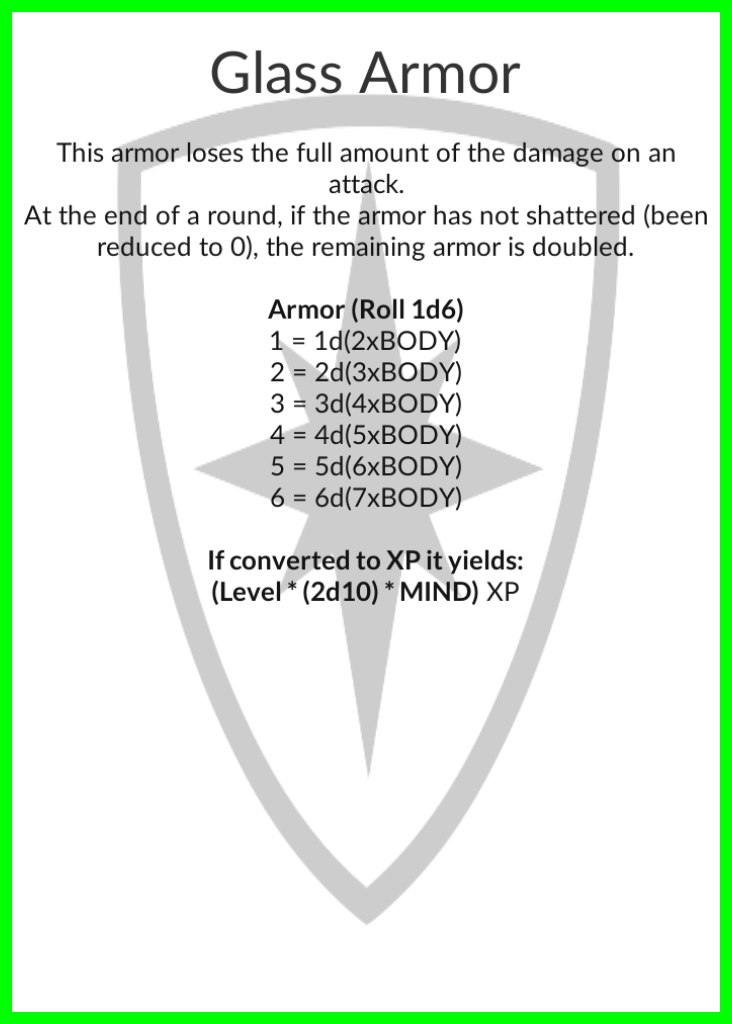 Glass Armor
This armor loses the full amount of the damage on an
attack.
At the end of a round, if the armor has not shattered (been
reduced to 0), the remaining armor is doubled.
Armor (Roll 1d6)
1 = 1d(2xBODY)
2 = 2d(3xBODY)
3 = 3d(4xBODY)
4 = 4d(5xBODY)
5 = 5d(6xBODY)
6 = 6d(7xBODY)
If converted to XP it yields:
(Level * (2d10) * MIND) XP